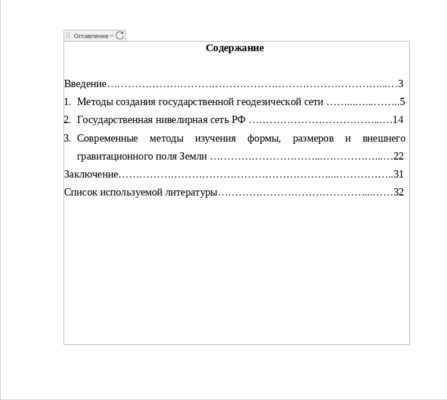 Оглавление
Содержание
Введение…………………………………………………………………...…3
1. Методы создания государственной геодезической сети ……...…..……...5
2. Государственная нивелирная сеть РФ ………………………………..…14
3. Современные методы изучения формы, размеров и внешнего
гравитационного поля Земли ……………………………..………………...…22
Заключение……………………………………………………...……………..31
Список используемой литературы……………………………………...……32